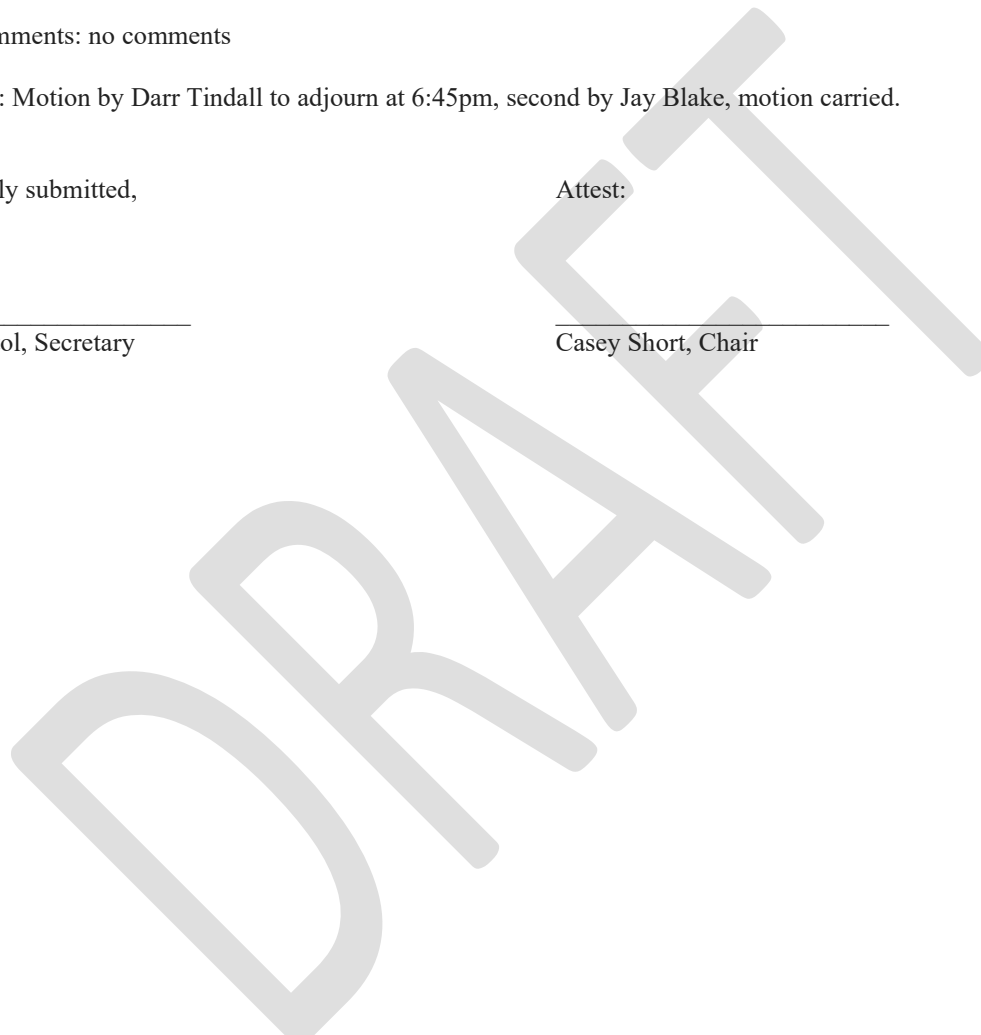 nments: no comments
: Motion by Darr Tindall to adjourn at 6:45pm, second by Jay Blake, motion carried.
ly submitted, Attest:
ol, Secretary Casey Short, Chair
DRAFT